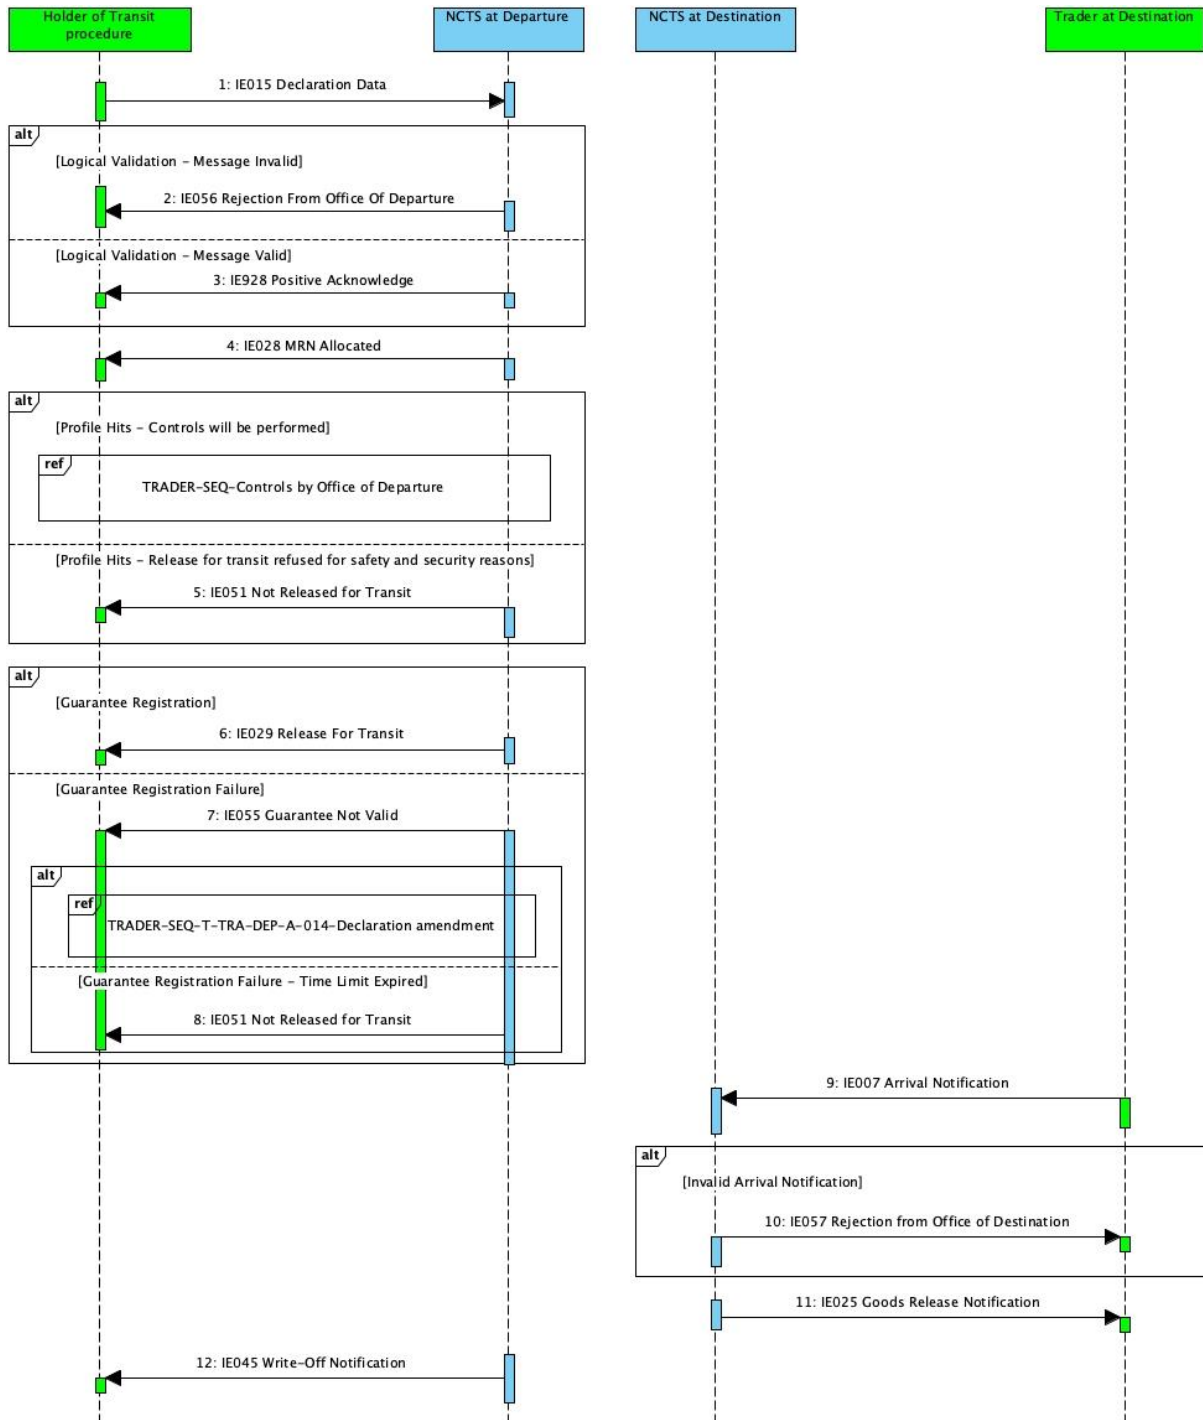 Holder of Transit
procedure
NCTS at Departure
NCTS at Destination
Trader at Destination
1: IE015 Declaration Data
alt
[Logical Validation – Message Invalid]
2: IE056 Rejection From Office Of Departure
[Logical Validation – Message Valid]
3: IE928 Positive Acknowledge
4: IE028 MRN Allocated
alt
[Profile Hits – Controls will be performed]
ref
TRADER-SEQ-Controls by Office of Departure
[Profile Hits – Release for transit refused for safety and security reasons]
5: IE051 Not Released for Transit
alt
[Guarantee Registration]
6: IE029 Release For Transit
[Guarantee Registration Failure]
7: IE055 Guarantee Not Valid
alt
ref
TRADER-SEQ-T-TRA-DEP-A-014-Declaration amendment
[Guarantee Registration Failure – Time Limit Expired]
8: IE051 Not Released for Transit
9: IE007 Arrival Notification
alt
[Invalid Arrival Notification]
10: IE057 Rejection from Office of Destination
11: IE025 Goods Release Notification
12: IE045 Write-Off Notification